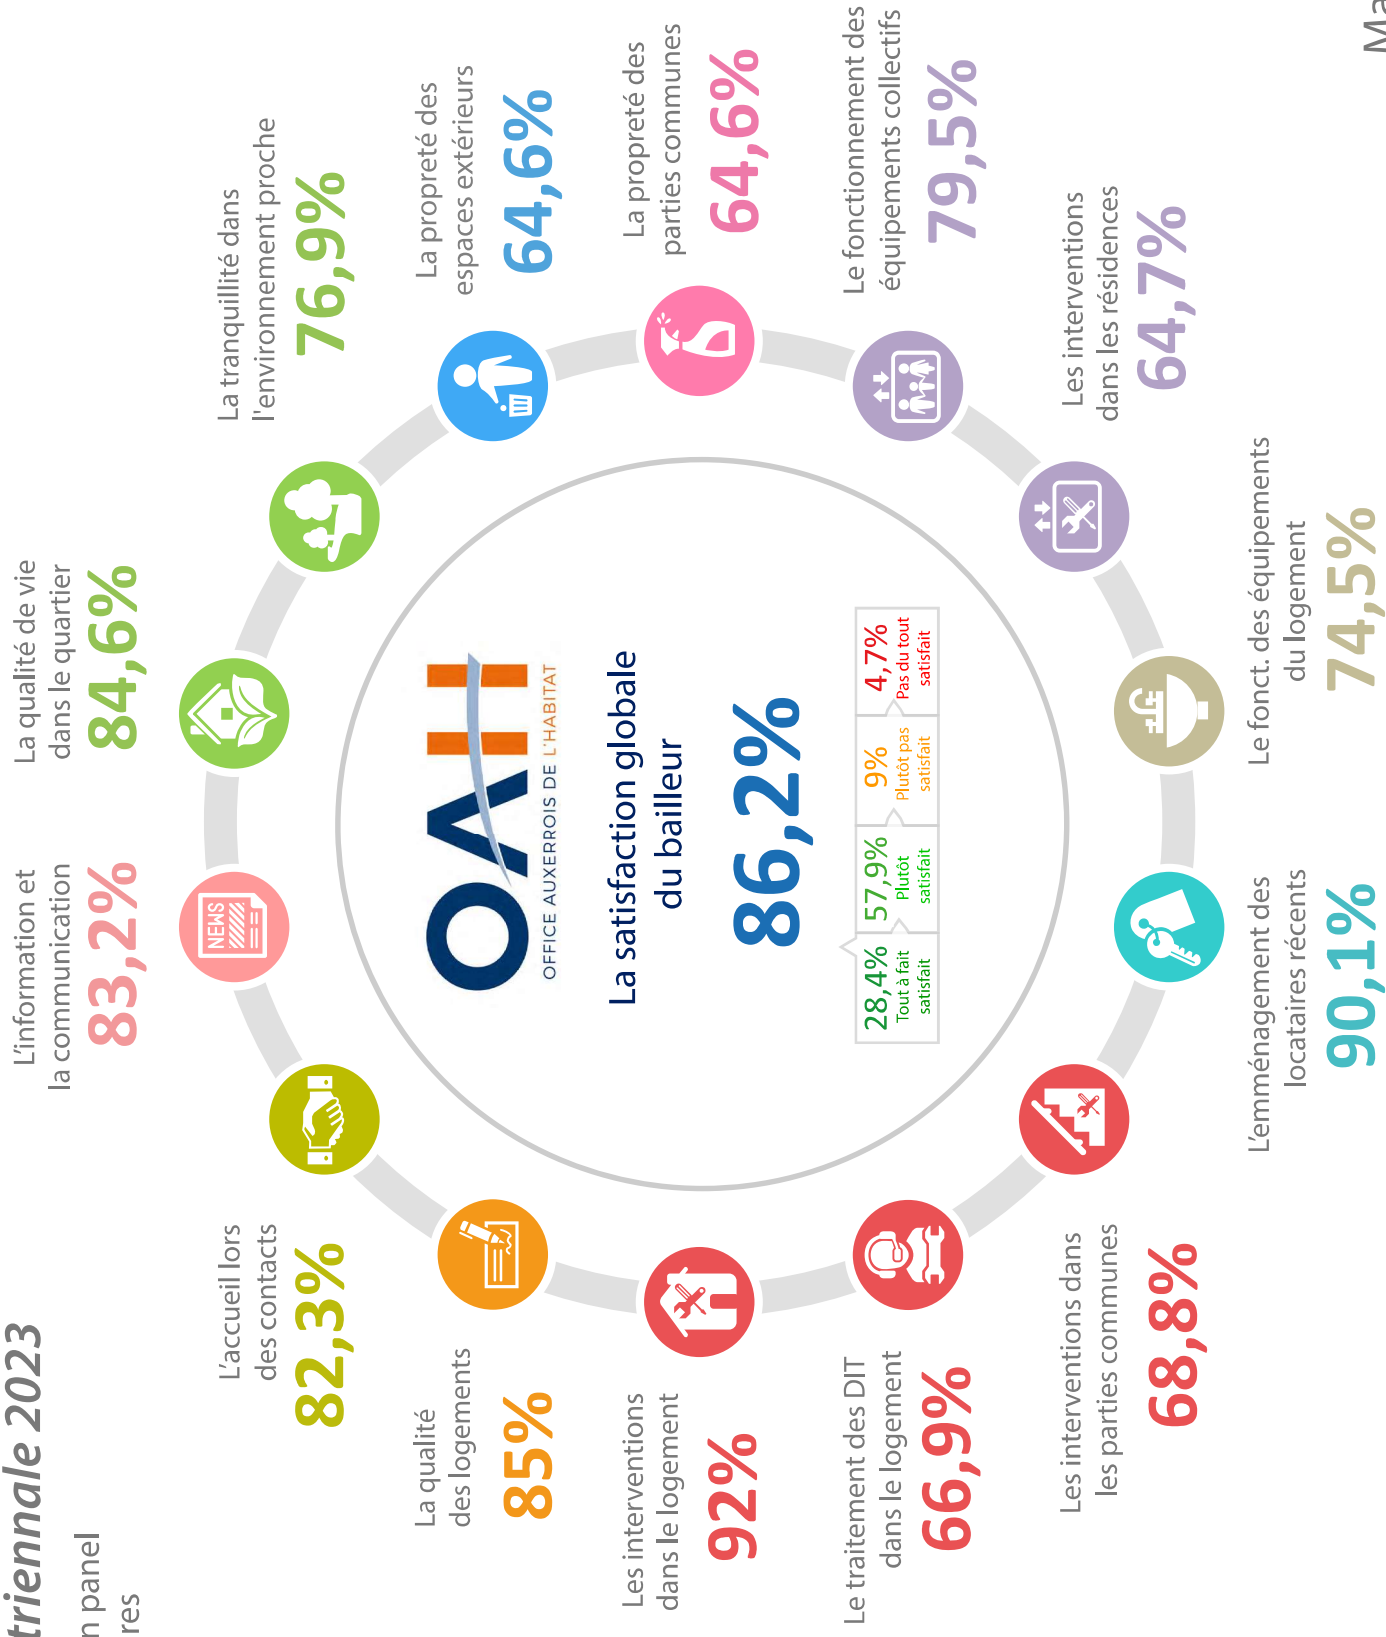 triennale 2023
n panel
res
L'information et
la communication
83,2%
La qualité de vie
dans le quartier
84,6%
La tranquillité dans
l'environnement proche
76,9%
La propreté des
espaces extérieurs
64,6%
La propreté des
parties communes
64,6%
Le fonctionnement des
équipements collectifs
79,5%
Les interventions
dans les résidences
64,7%
Le fonct. des équipements
du logement
74,5%
L'emménagement des
locataires récents
90,1%
Les interventions dans
les parties communes
68,8%
Le traitement des DIT
dans le logement
66,9%
Les interventions
dans le logement
92%
La qualité
des logements
85%
L'accueil lors
des contacts
82,3%
NEWS
OAH
OFFICE AUXERROIS DE L'HABITAT
La satisfaction globale
du bailleur
86,2%
28,4%
Tout à fait
satisfait
57,9%
Plutôt
satisfait
9%
Plutôt pas
satisfait
4,7%
Pas du tout
satisfait
Ma